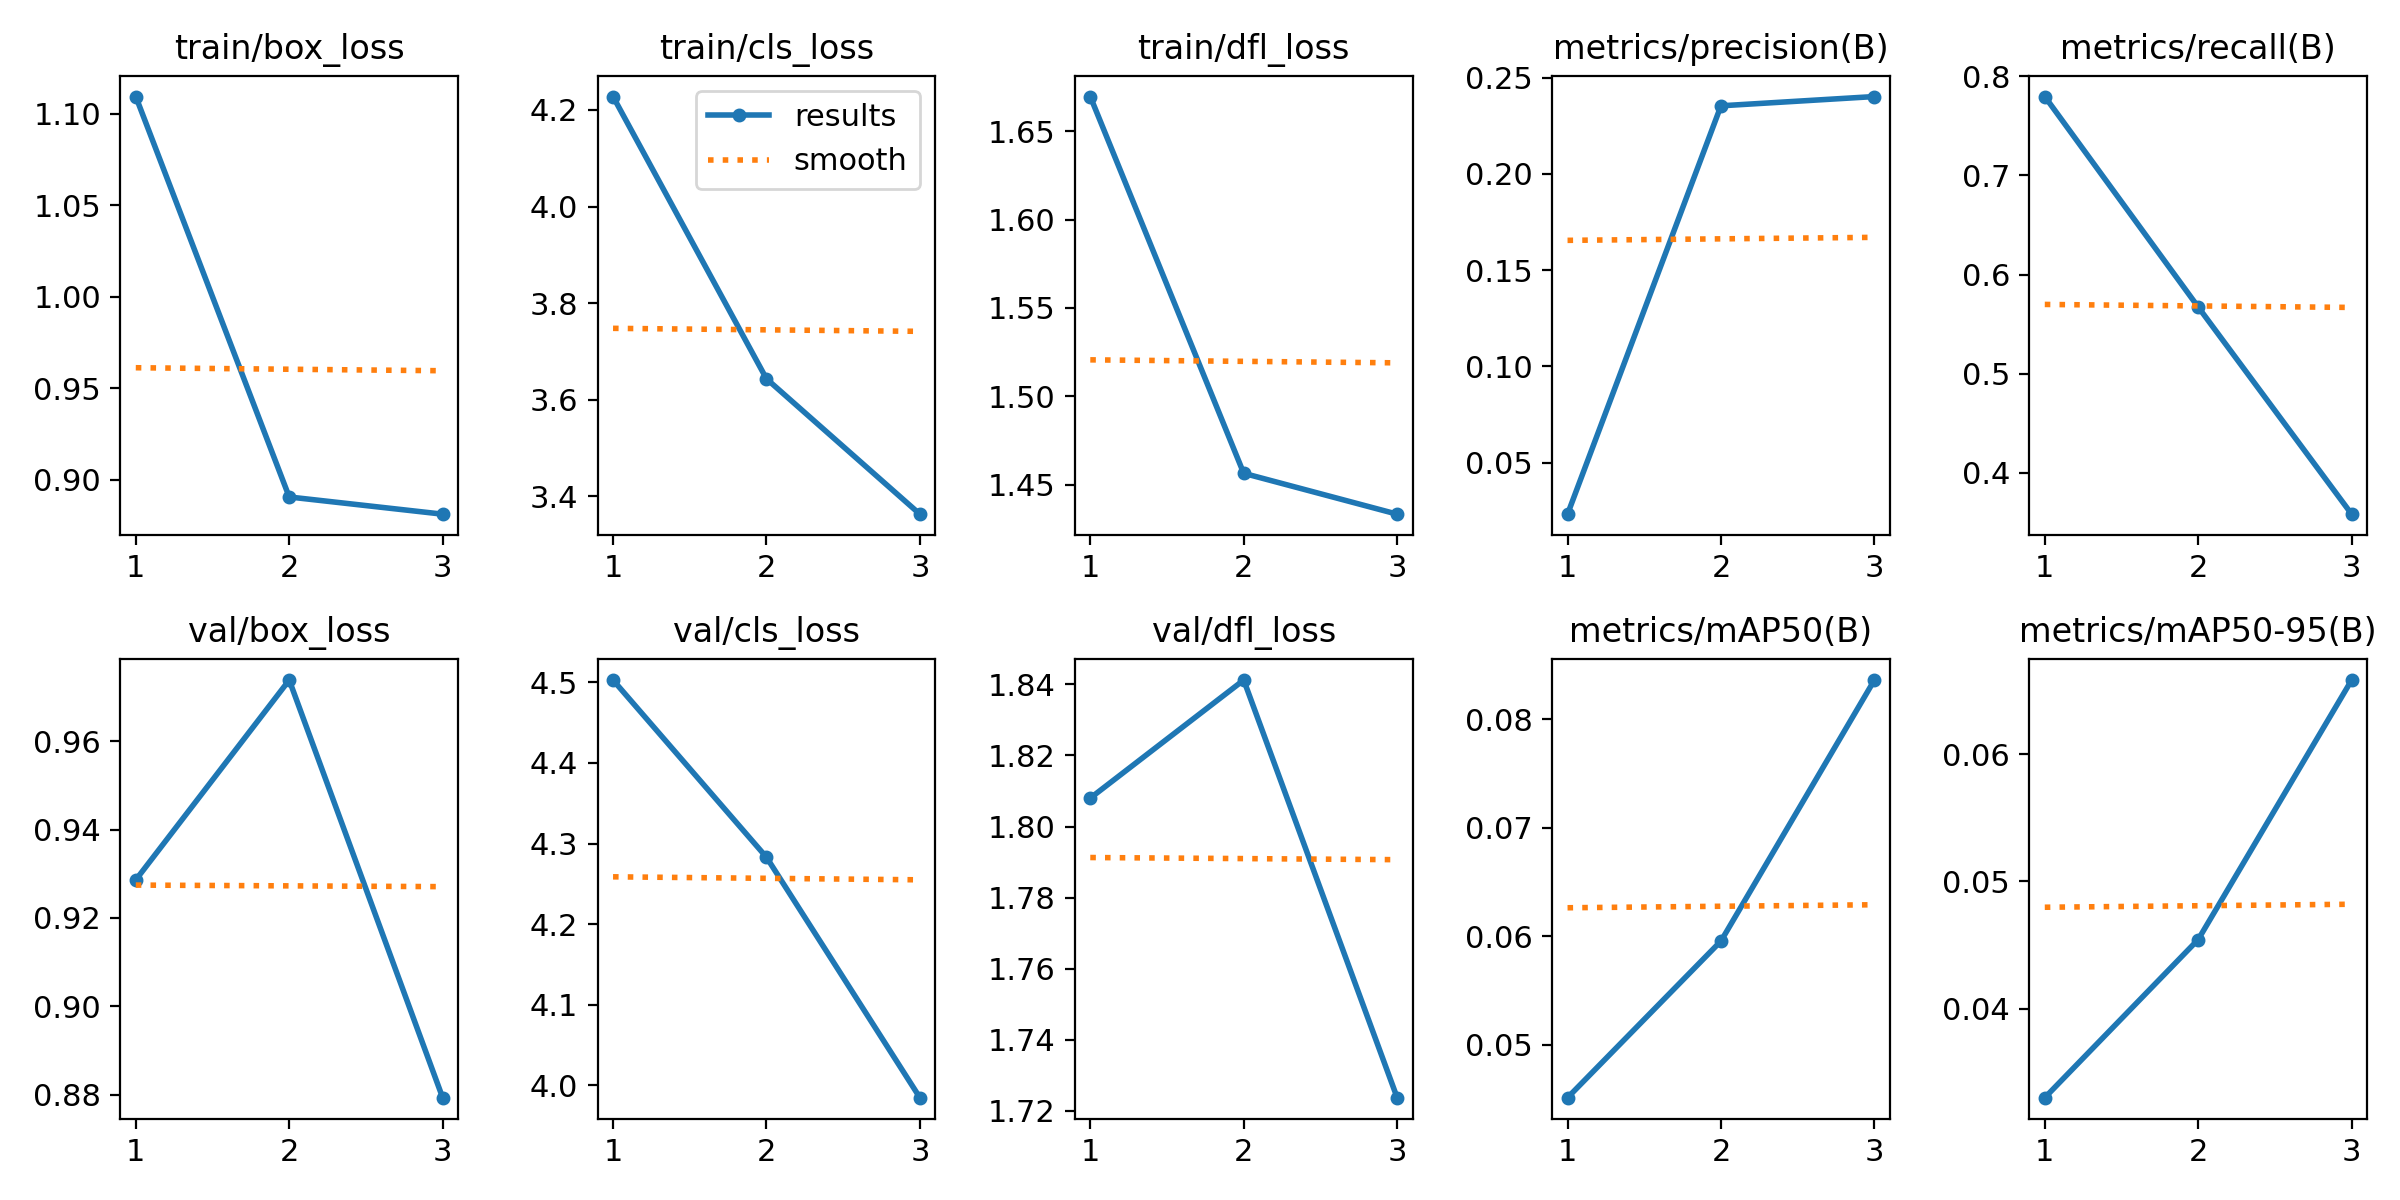 train/box_loss
1.10
1.05
1.00
0.95
0.90
1 2 3
train/cls_loss
results
smooth
4.2
4.0
3.8
3.6
3.4
1 2 3
train/dfl_loss
1.65
1.60
1.55
1.50
1.45
1 2 3
metrics/precision(B)
0.25
0.20
0.15
0.10
0.05
1 2 3
metrics/recall(B)
0.8
0.7
0.6
0.5
0.4
1 2 3
val/box_loss
0.96
0.94
0.92
0.90
0.88
1 2 3
val/cls_loss
4.5
4.4
4.3
4.2
4.1
4.0
1 2 3
val/dfl_loss
1.84
1.82
1.80
1.78
1.76
1.74
1.72
1 2 3
metrics/mAP50(B)
0.08
0.07
0.06
0.05
1 2 3
metrics/mAP50-95(B)
0.06
0.05
0.04
1 2 3